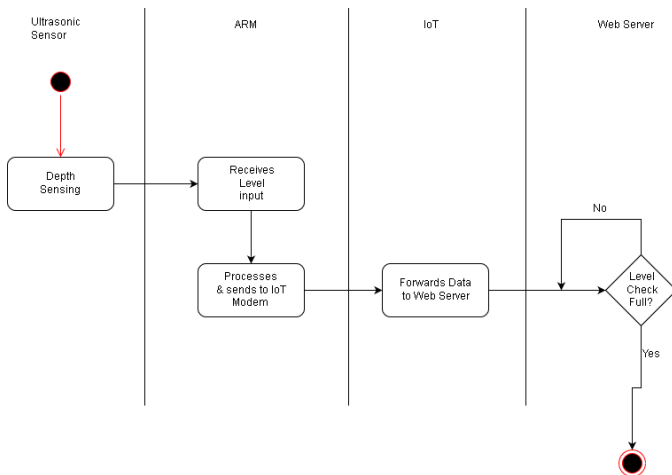 Ultrasonic
Sensor
ARM
IoT
Web Server
Depth
Sensing
Receives
Level
input
Processes
& sends to IoT
Modem
Forwards Data
to Web Server
No
Level
Check
Full?
Yes